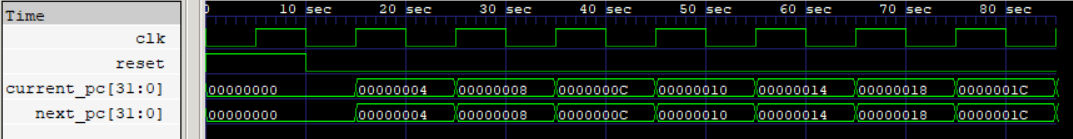 Time
0 10 sec 20 sec 30 sec 40 sec 50 sec 60 sec 70 sec 80 sec
clk
reset
current_pc[31:0] 00000000 00000004 00000008 0000000C 00000010 00000014 00000018 0000001C
next_pc[31:0] 00000000 00000004 00000008 0000000C 00000010 00000014 00000018 0000001C